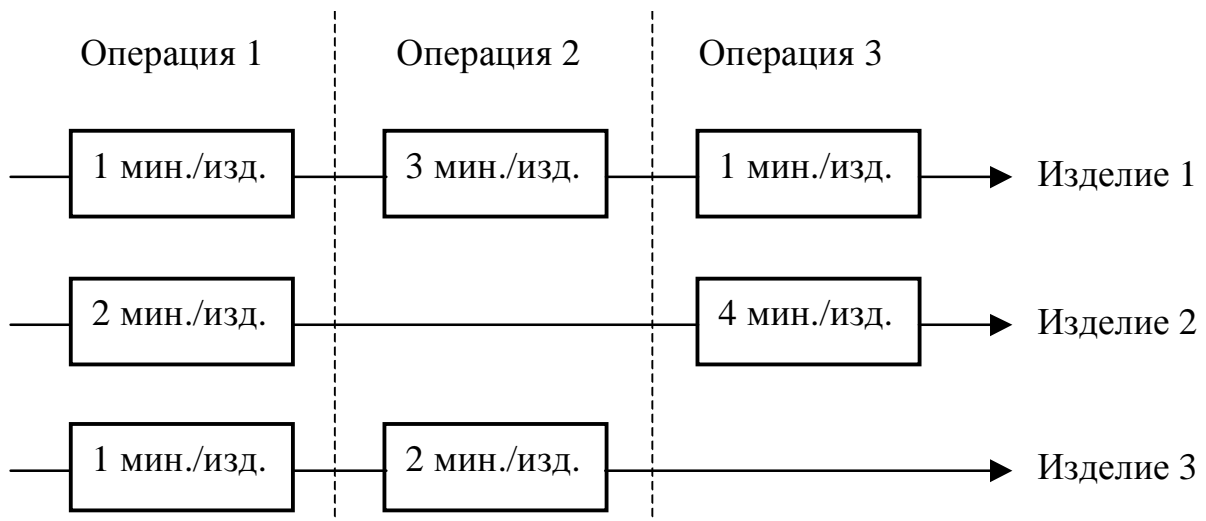 Операция 1 Операция 2 Операция 3
1 мин./изд. 3 мин./изд. 1 мин./изд. Изделие 1
2 мин./изд. 4 мин./изд. Изделие 2
1 мин./изд. 2 мин./изд. Изделие 3